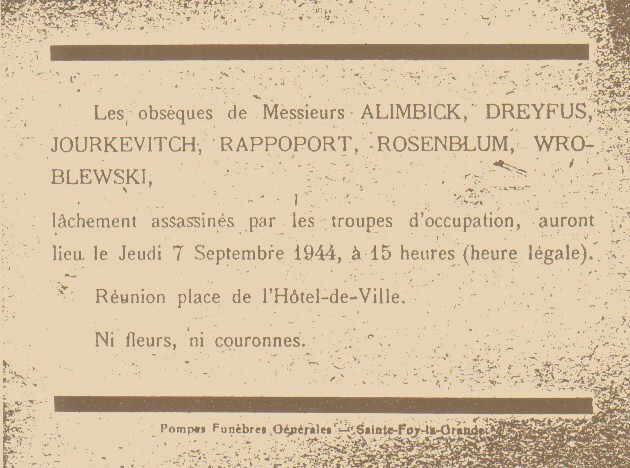 Les obsèques de Messieurs ALIMBICK, DREYFUS,
JOURKEVITCH, RAPPOPORT, ROSENBLUM, WRO-
BLEWSKI,
lâchement assassinés par les troupes d'occupation, auront
lieu le Jeudi 7 Septembre 1944, à 15 heures (heure légale).
Réunion place de l'Hôtel-de-Ville.
Ni fleurs, ni couronnes.
Pompes Funèbres Générales — Sainte-Foy-la-Grande